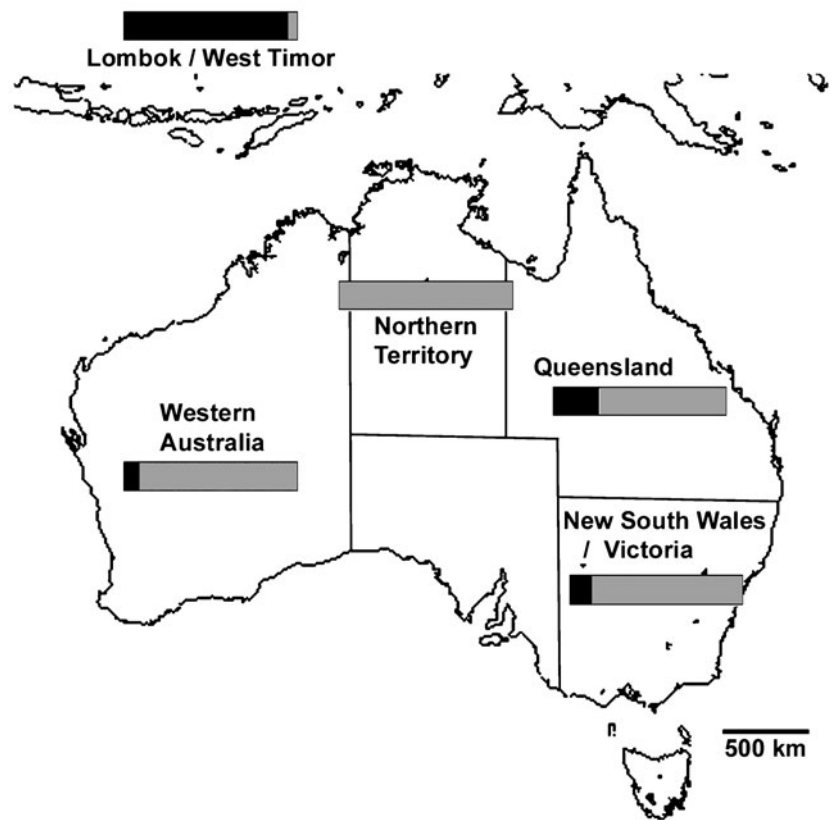 Lombok / West Timor
Northern
Territory
Queensland
Western
Australia
New South Wales
/ Victoria
500 km